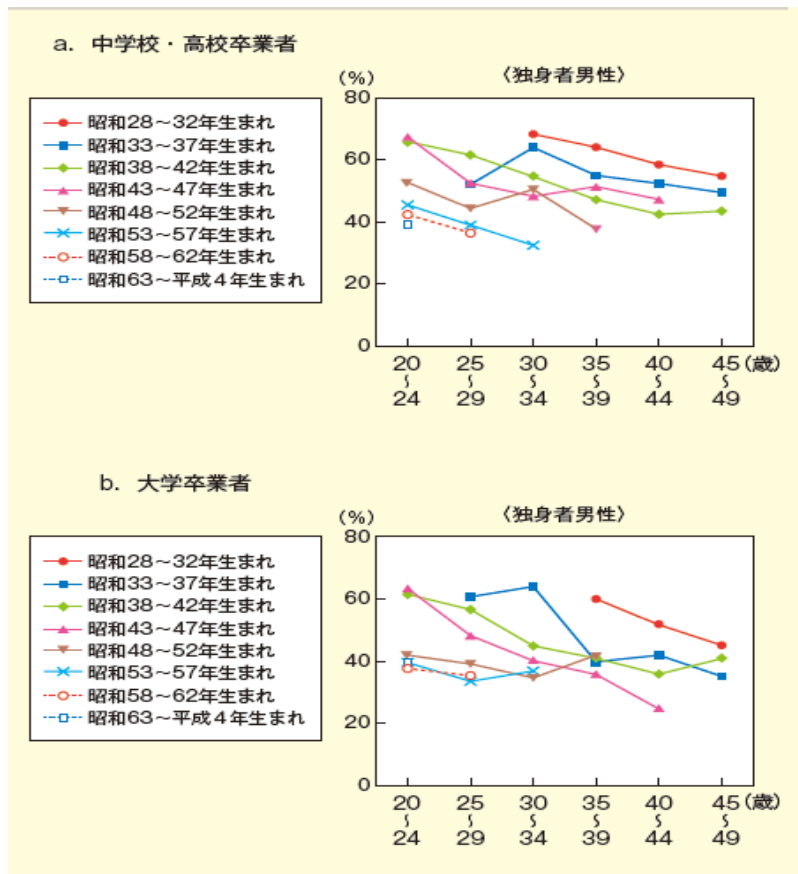 a. 中学校・高校卒業者
(%)
〈独身者男性〉
昭和28〜32年生まれ
昭和33〜37年生まれ
昭和38〜42年生まれ
昭和43〜47年生まれ
昭和48〜52年生まれ
昭和53〜57年生まれ
昭和58〜62年生まれ
昭和63〜平成4年生まれ
80
60
40
20
0
20 25 30 35 40 45(歳)
〜 〜 〜 〜 〜 〜
24 29 34 39 44 49
b. 大学卒業者
(%)
〈独身者男性〉
昭和28〜32年生まれ
昭和33〜37年生まれ
昭和38〜42年生まれ
昭和43〜47年生まれ
昭和48〜52年生まれ
昭和53〜57年生まれ
昭和58〜62年生まれ
昭和63〜平成4年生まれ
80
60
40
20
0
20 25 30 35 40 45(歳)
〜 〜 〜 〜 〜 〜
24 29 34 39 44 49